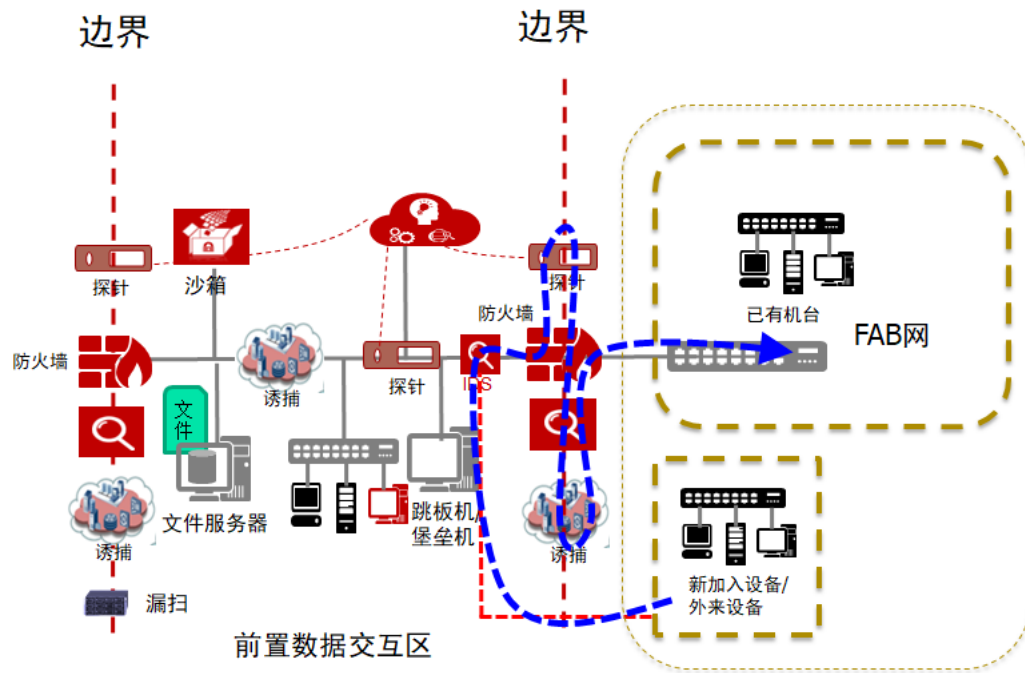 边界
边界
探针
沙箱
探针
防火墙
已有机台
FAB网
防火墙
诱捕
探针
IDS
文
件
文件服务器
跳板机/
堡垒机
诱捕
诱捕
新加入设备/
外来设备
漏扫
前置数据交互区